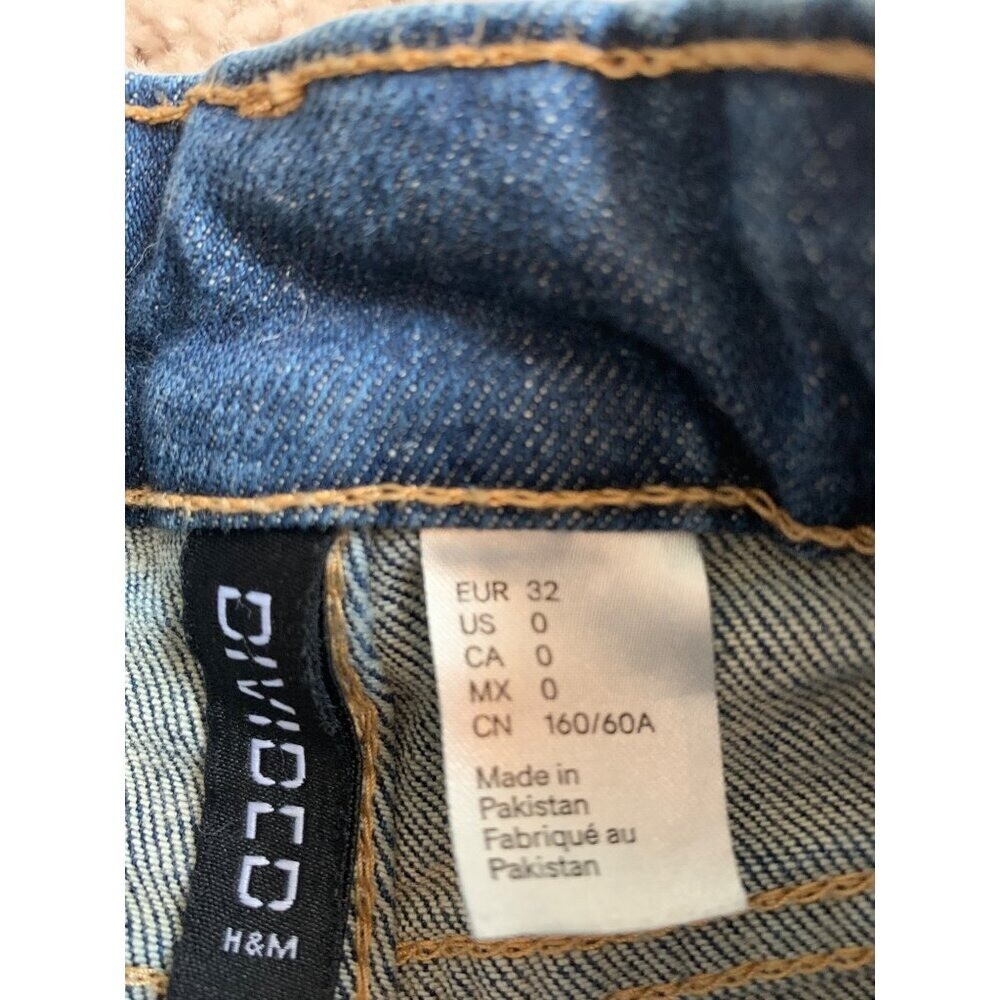 DIVIDED
H&M
EUR 32
US 0
CA 0
MX 0
CN 160/60A
Made in
Pakistan
Fabriqué au
Pakistan